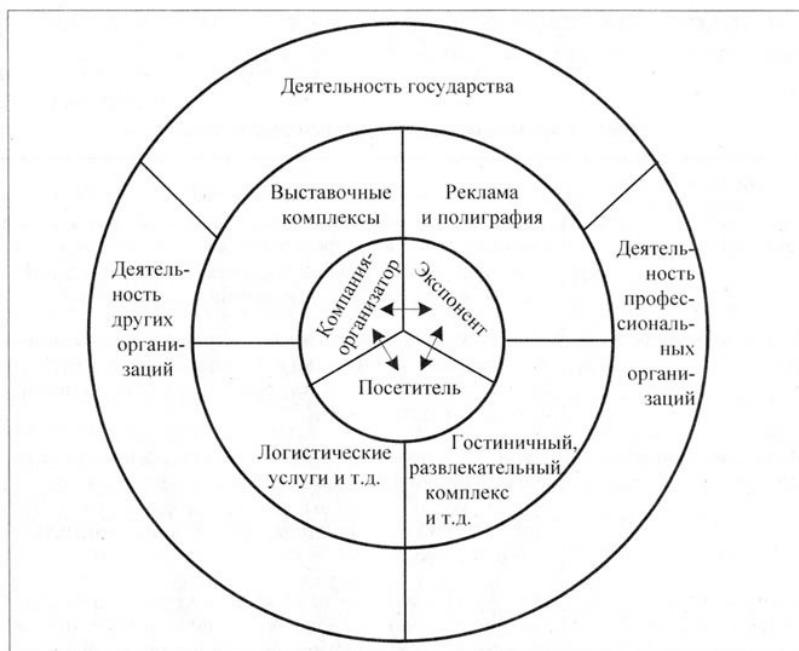 Деятельность государства
Выставочные
комплексы
Реклама
и полиграфия
Деятель-
ность
других
органи-
заций
Компания-
организатор
Экспонент
Посетитель
Деятель-
ность
профес-
сиональ-
ных
органи-
заций
Логистические
услуги и т.д.
Гостиничный,
развлекательный
комплекс
и т.д.